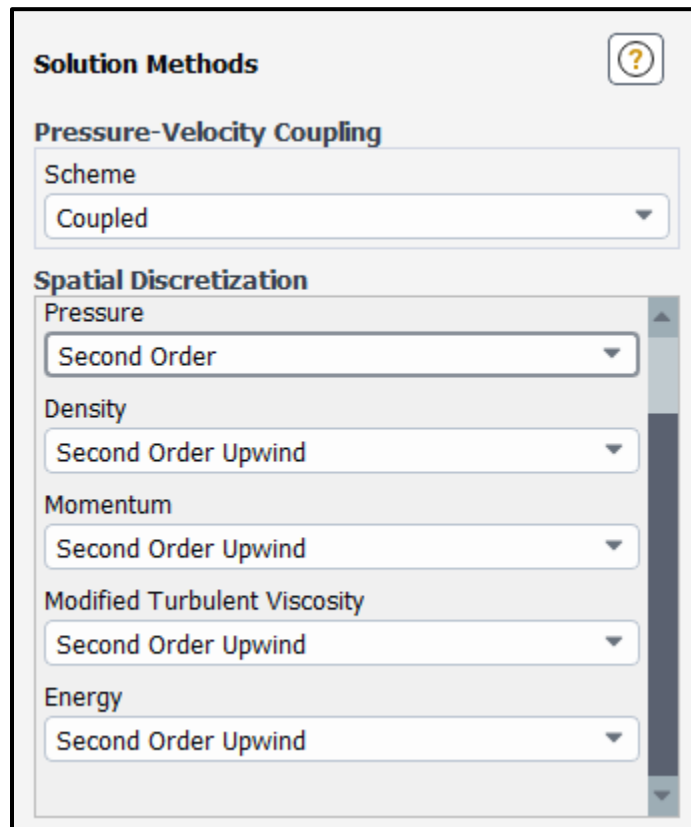 Solution Methods
?
Pressure-Velocity Coupling
Scheme
Coupled
Spatial Discretization
Pressure
Second Order
Density
Second Order Upwind
Momentum
Second Order Upwind
Modified Turbulent Viscosity
Second Order Upwind
Energy
Second Order Upwind